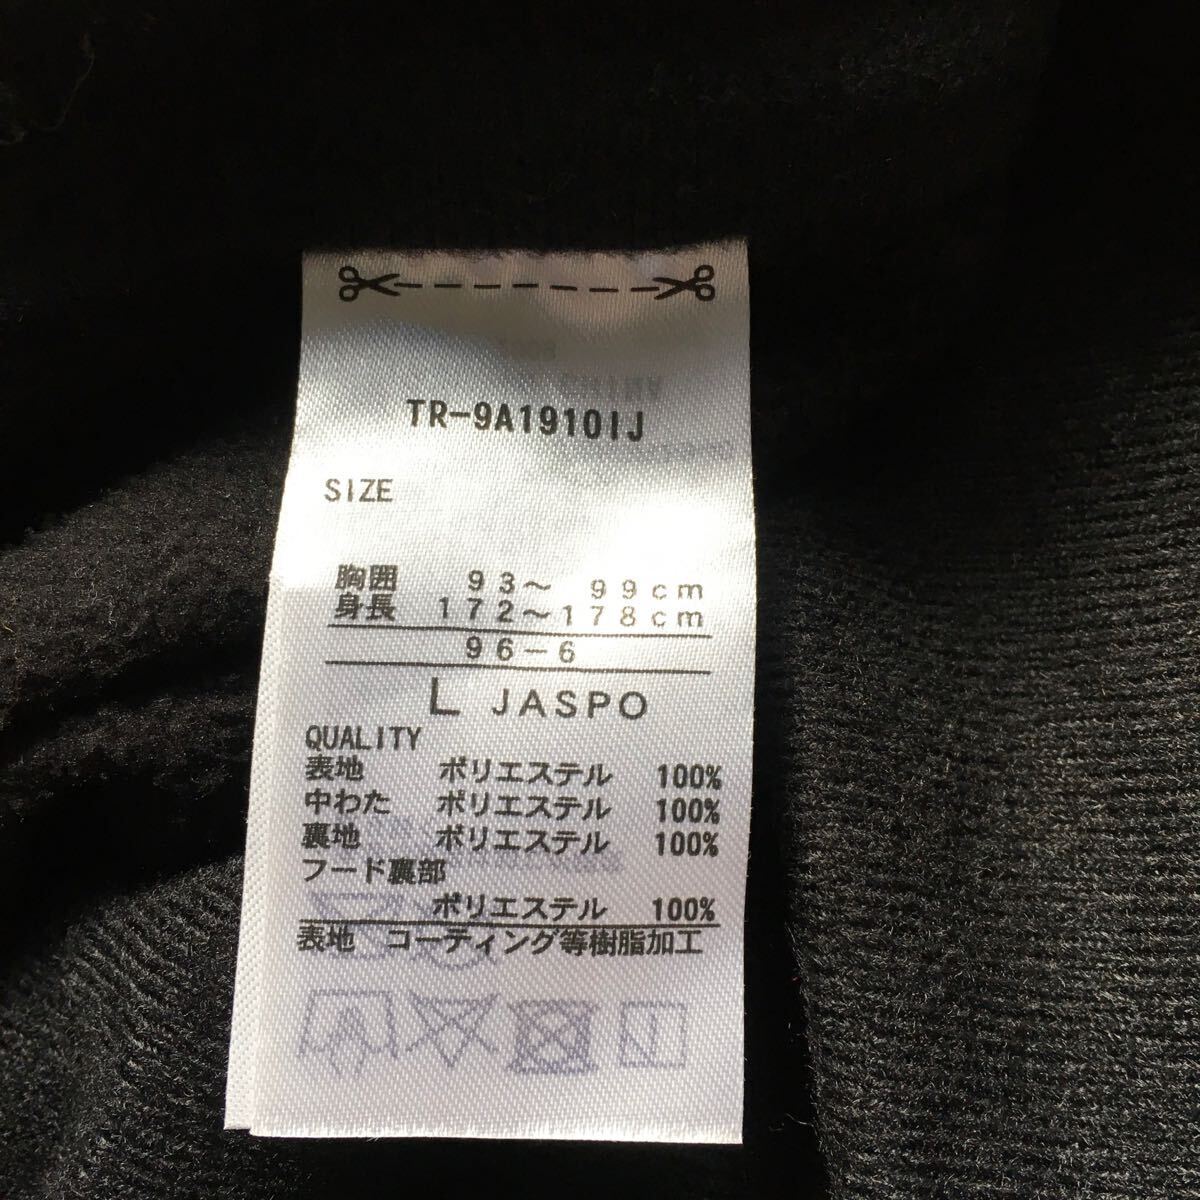 TR-9A1910IJ
SIZE
胸囲 93～ 99cm
身長 172～178cm
96-6
L JASPO
QUALITY
表地 ポリエステル 100%
中わた ポリエステル 100%
裏地 ポリエステル 100%
フード裏部
ポリエステル 100%
表地 コーティング等樹脂加工